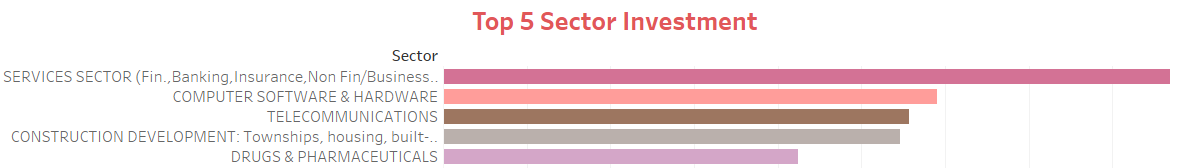 Top 5 Sector Investment
Sector
SERVICES SECTOR (Fin.,Banking,Insurance,Non Fin/Business..
COMPUTER SOFTWARE & HARDWARE
TELECOMMUNICATIONS
CONSTRUCTION DEVELOPMENT: Townships, housing, built-..
DRUGS & PHARMACEUTICALS